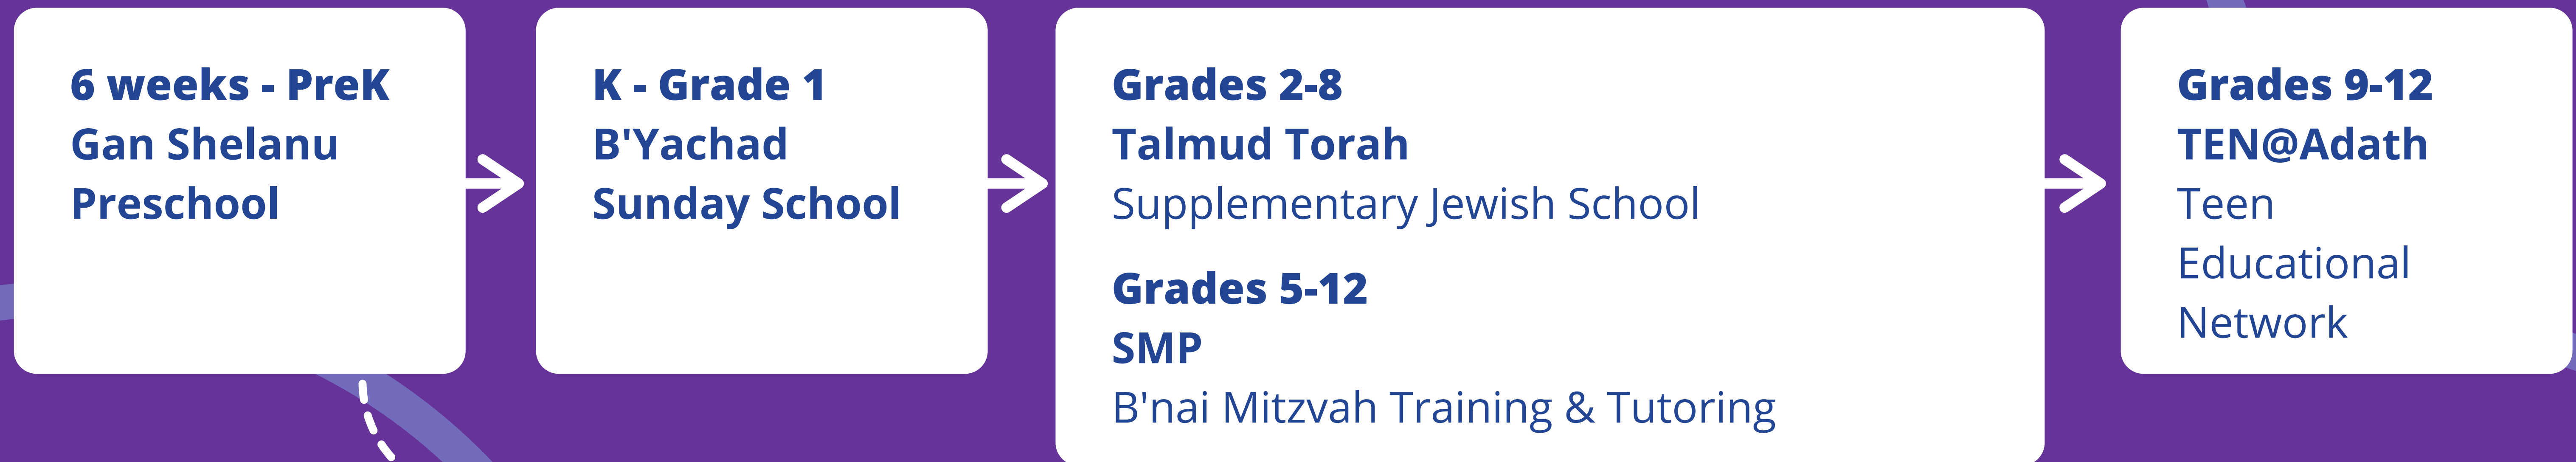 6 weeks - PreK
Gan Shelanu
Preschool
K - Grade 1
B'Yachad
Sunday School
Grades 2-8
Talmud Torah
Supplementary Jewish School
Grades 5-12
SMP
B'nai Mitzvah Training & Tutoring
Grades 9-12
TEN@Adath
Teen
Educational
Network